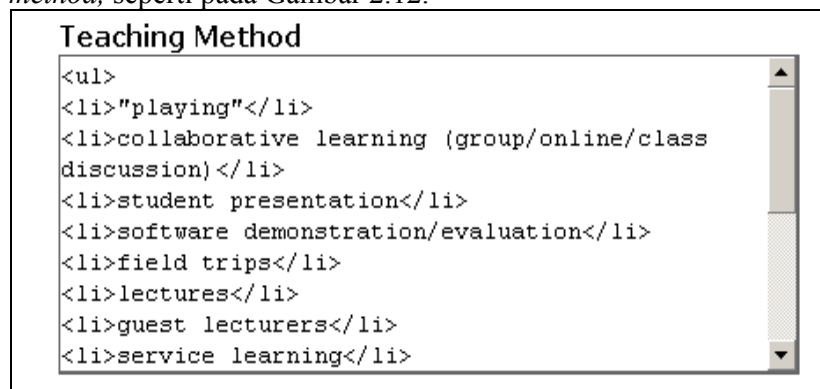 method, seperti pada Gambar 2.12.
Teaching Method
<ul>
<li>"playing"</li>
<li>collaborative learning (group/online/class
discussion)</li>
<li>student presentation</li>
<li>software demonstration/evaluation</li>
<li>field trips</li>
<li>lectures</li>
<li>guest lecturers</li>
<li>service learning</li>